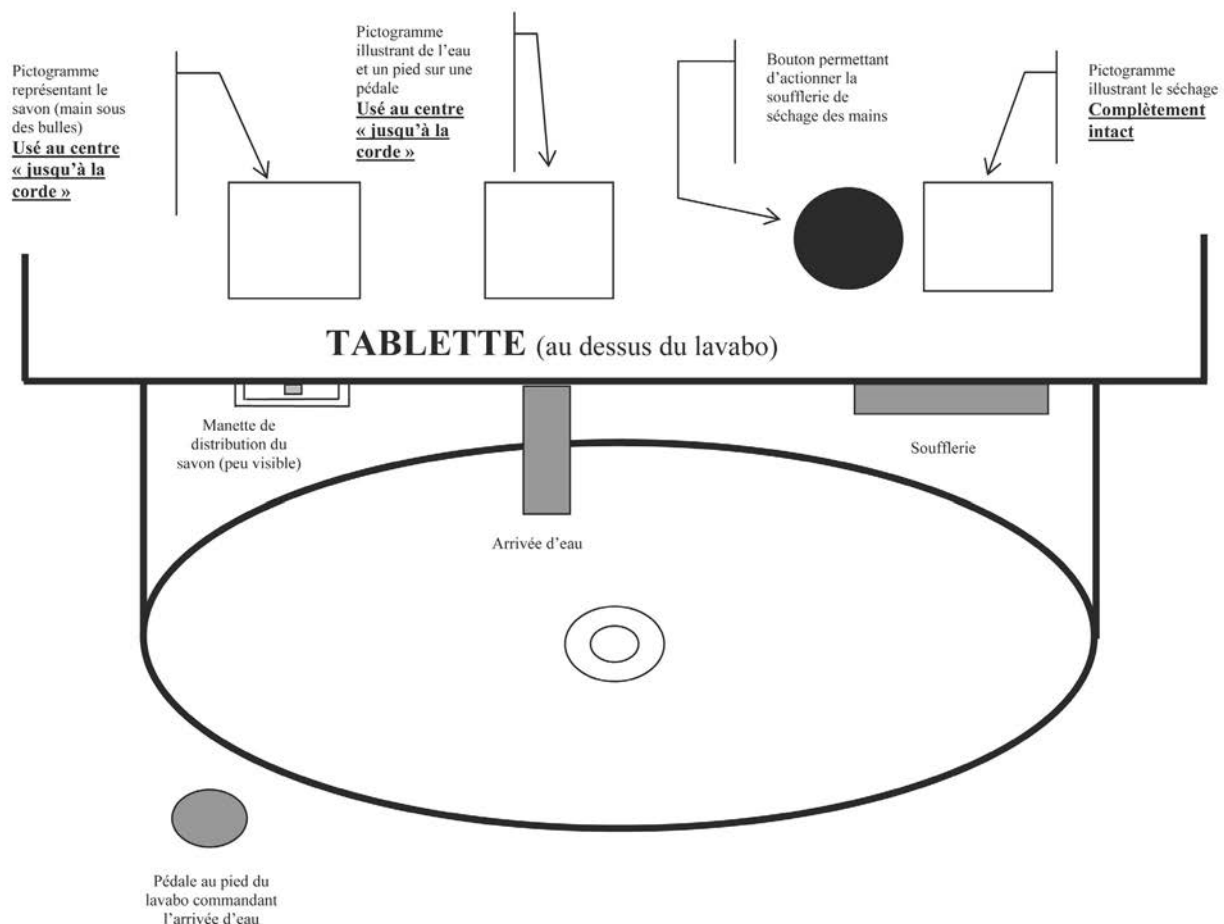 Pictogramme
représentant le
savon (main sous
des bulles)
Usé au centre
« jusqu’à la
corde »
Pictogramme
illustrant de l’eau
et un pied sur une
pédale
Usé au centre
« jusqu’à la
corde »
Bouton permettant
d’actionner la
soufflerie de
séchage des mains
Pictogramme
illustrant le séchage
Complètement
intact
TABLETTE (au dessus du lavabo)
Manette de
distribution du
savon (peu visible)
Soufflerie
Arrivée d’eau
Pédale au pied du
lavabo commandant
l’arrivée d’eau